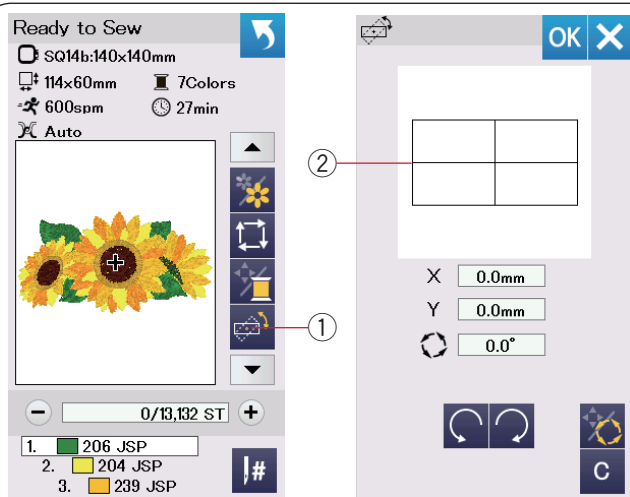 Ready to Sew
SQ14b:140x140mm
114x60mm 7Colors
600spm 27min
Auto
1
0/13,132 ST
1. 206 JSP
2. 204 JSP
3. 239 JSP
#
OK
2
X 0.0mm
Y 0.0mm
0.0°
C